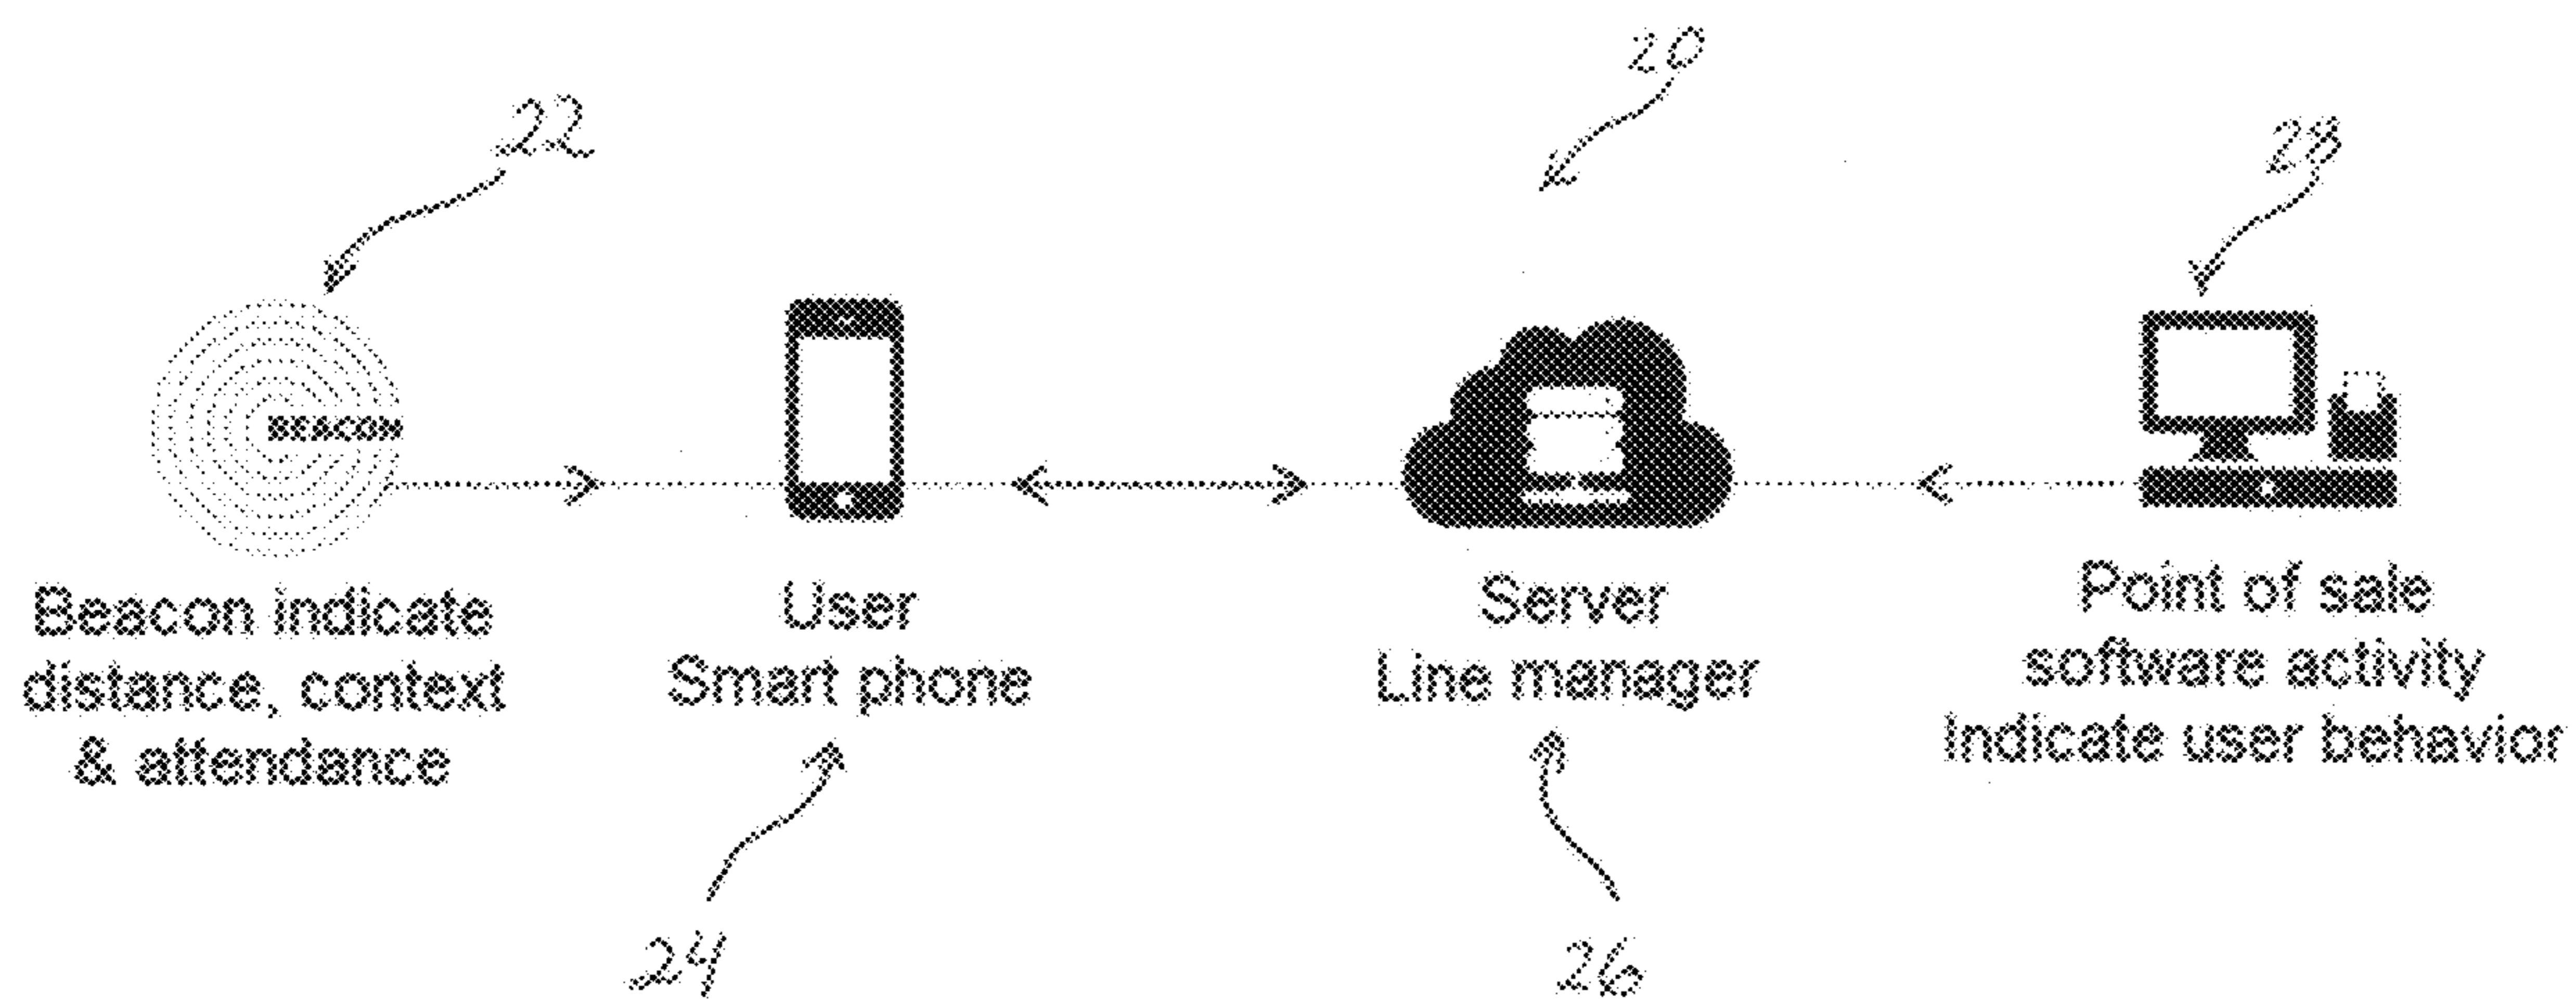 20
22
28
BEACON
Beacon indicate
distance, context
& attendance
User
Smart phone
Server
Line manager
Point of sale
software activity
Indicate user behavior
24
26